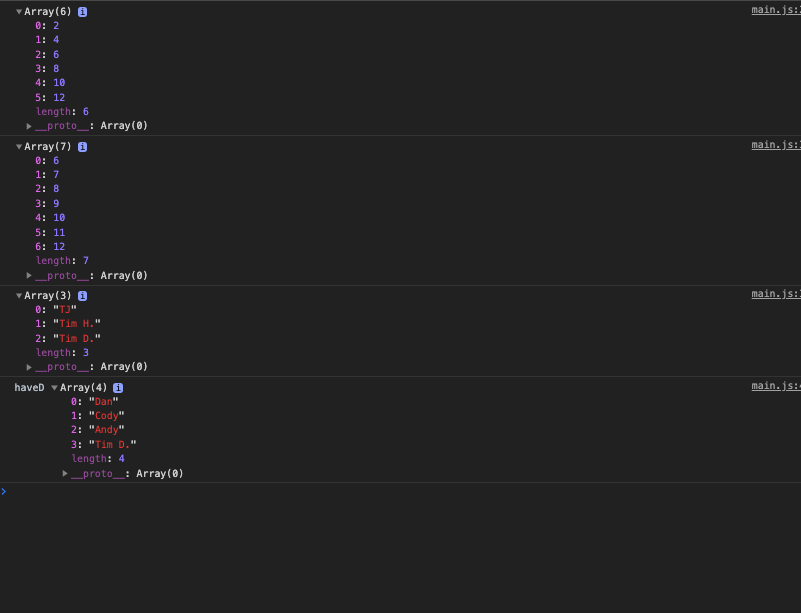 Array(6) i main.js:
0: 2
1: 4
2: 6
3: 8
4: 10
5: 12
length: 6
__proto__: Array(0)
Array(7) i main.js:
0: 6
1: 7
2: 8
3: 9
4: 10
5: 11
6: 12
length: 7
__proto__: Array(0)
Array(3) i main.js:
0: "TJ"
1: "Tim H."
2: "Tim D."
length: 3
__proto__: Array(0)
haveD Array(4) i main.js:
0: "Dan"
1: "Cody"
2: "Andy"
3: "Tim D."
length: 4
__proto__: Array(0)